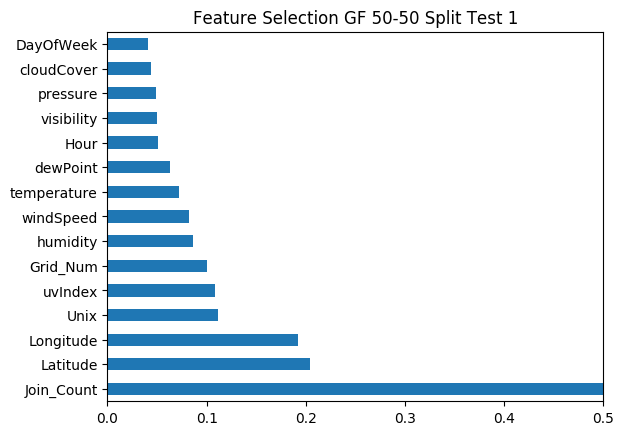 Feature Selection GF 50-50 Split Test 1
DayOfWeek
cloudCover
pressure
visibility
Hour
dewPoint
temperature
windSpeed
humidity
Grid_Num
uvIndex
Unix
Longitude
Latitude
Join_Count
0.0 0.1 0.2 0.3 0.4 0.5